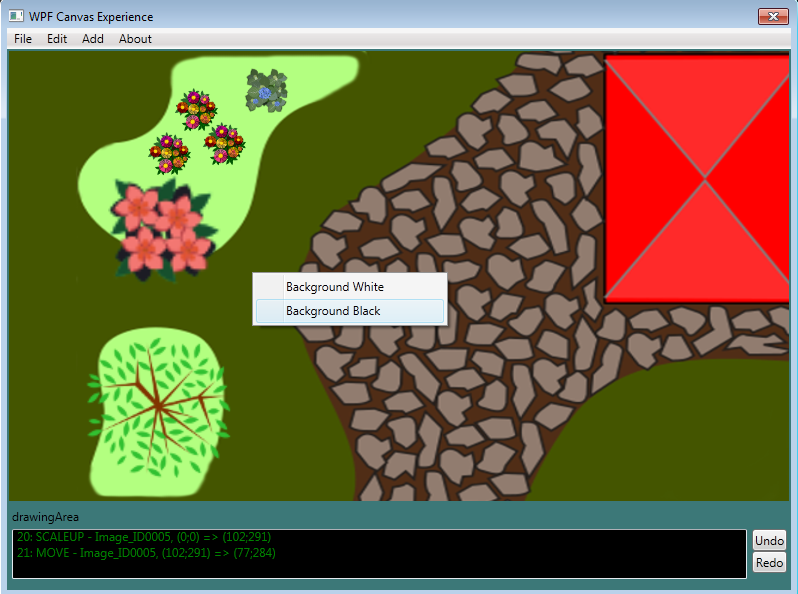 WPF Canvas Experience
File Edit Add About
Background White
Background Black
drawingArea
20: SCALEUP - Image_ID0005, (0;0) => (102;291)
21: MOVE - Image_ID0005, (102;291) => (77;284)
Undo
Redo